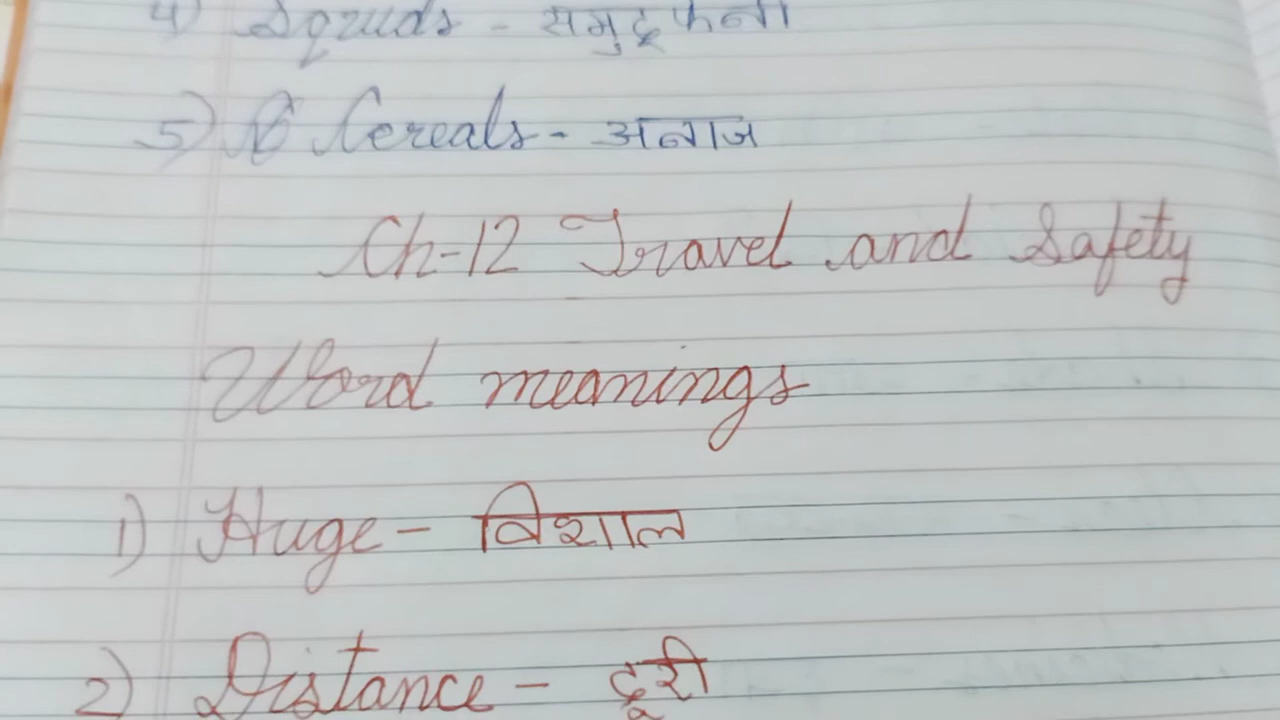 4) Squids - समुद्रफेनी
5) Cereals - अनाज
Ch-12 Travel and Safety
Word meanings
1) Huge - विशाल
2) Distance - दूरी